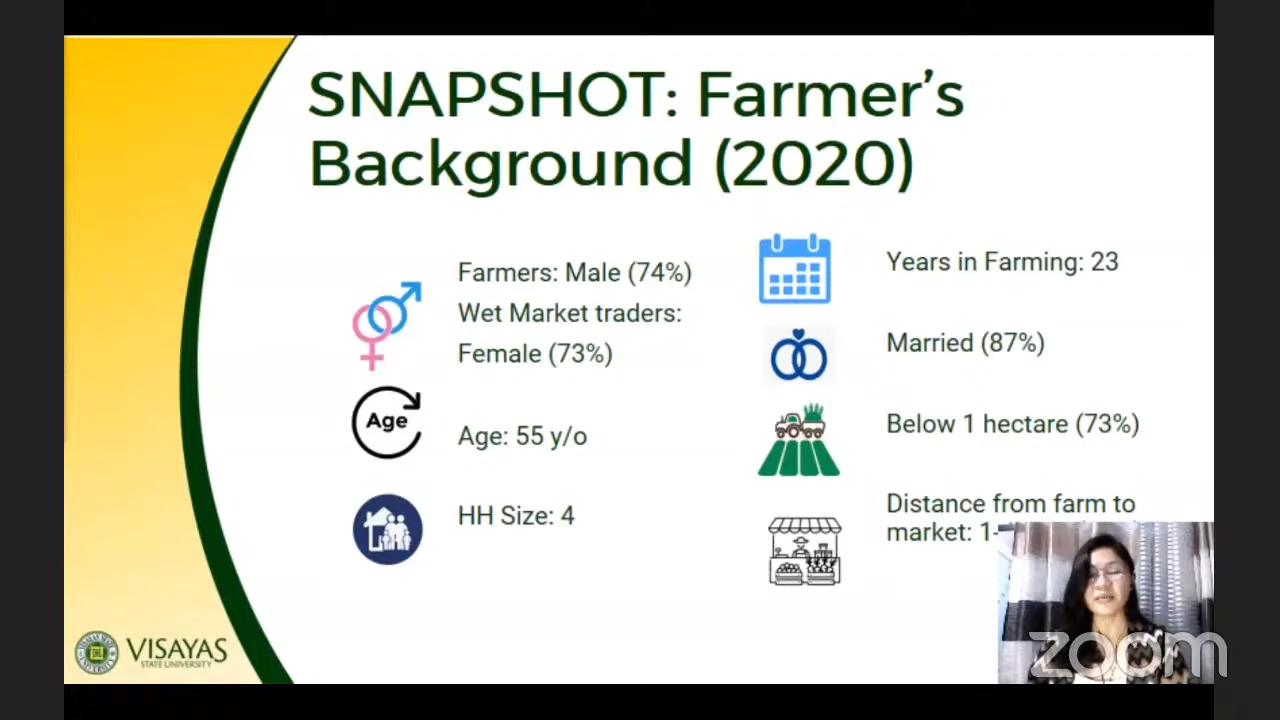 SNAPSHOT: Farmer's
Background (2020)
Farmers: Male (74%)
Wet Market traders:
Female (73%)
Age
Age: 55 y/o
HH Size: 4
Years in Farming: 23
Married (87%)
Below 1 hectare (73%)
Distance from farm to
market: 1-
VISAYAS
STATE UNIVERSITY
zoom